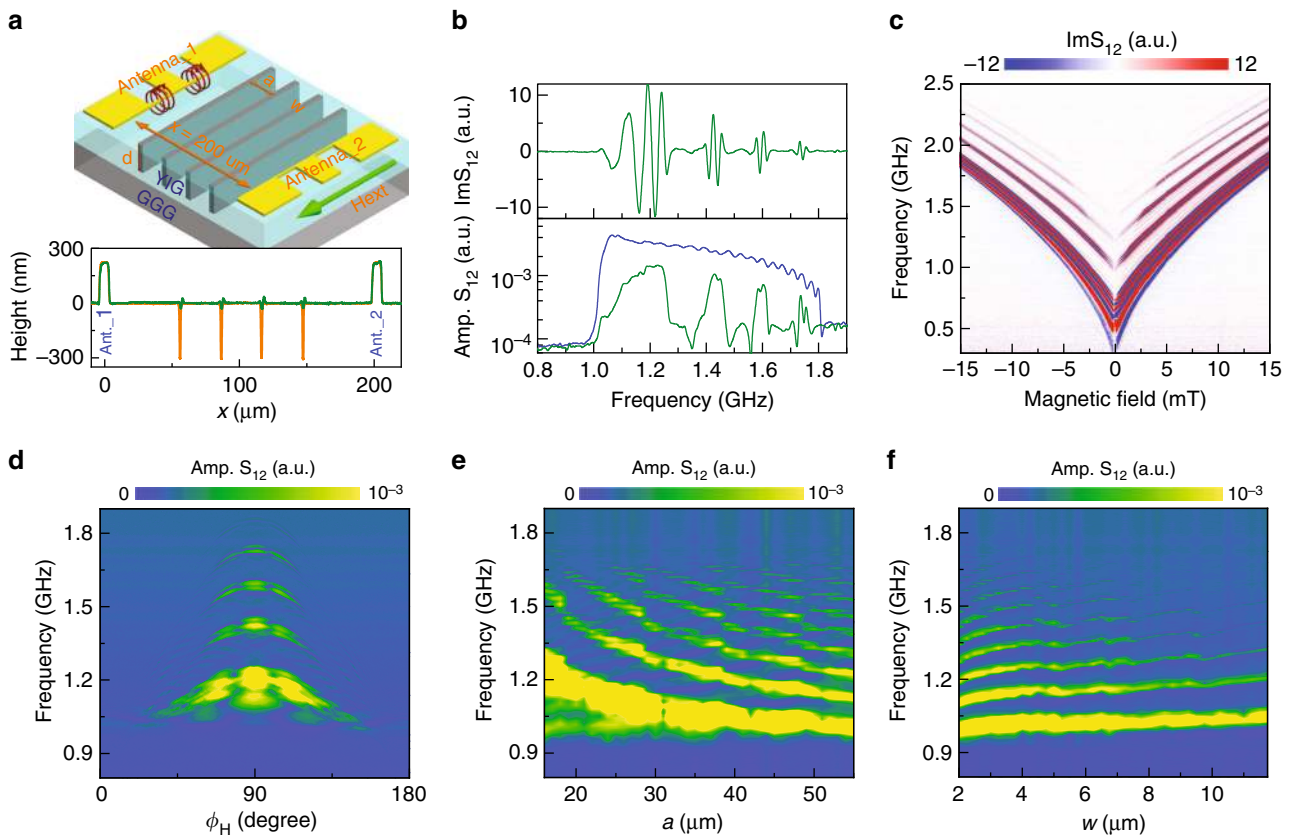 a
Antenna_1
a
w
x = 200 um
d
YIG
GGG
Antenna_2
Hext
300
0
−300
Height (nm)
Ant._1
Ant._2
0 100 200
x (μm)
b
10
0
−10
ImS12 (a.u.)
10−3
10−4
Amp. S12 (a.u.)
0.8 1.0 1.2 1.4 1.6 1.8
Frequency (GHz)
c
ImS12 (a.u.)
−12 12
2.5
2.0
1.5
1.0
0.5
Frequency (GHz)
−15 −10 −5 0 5 10 15
Magnetic field (mT)
d
Amp. S12 (a.u.)
0 10−3
1.8
1.5
1.2
0.9
Frequency (GHz)
0 90 180
ϕH (degree)
e
Amp. S12 (a.u.)
0 10−3
1.8
1.5
1.2
0.9
Frequency (GHz)
20 30 40 50
a (μm)
f
Amp. S12 (a.u.)
0 10−3
1.8
1.5
1.2
0.9
Frequency (GHz)
2 4 6 8 10
w (μm)